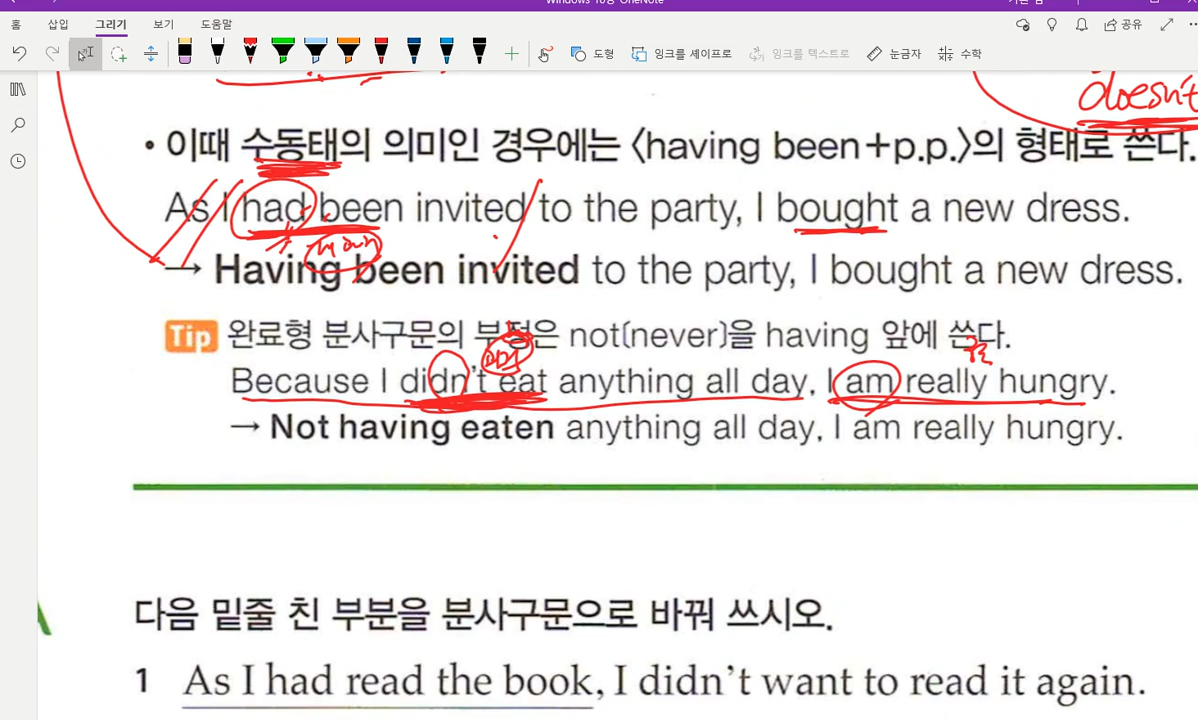 Windows 10용 OneNote
홈 삽입 그리기 보기 도움말
공유
도형 잉크를 셰이프로 잉크를 텍스트로 눈금자 수학
doesn't
• 이때 수동태의 의미인 경우에는 〈having been+p.p.〉의 형태로 쓴다.
As I had been invited to the party, I bought a new dress.
→ Having been invited to the party, I bought a new dress.
Tip 완료형 분사구문의 부정은 not(never)을 having 앞에 쓴다.
Because I didn't eat anything all day, I am really hungry.
→ Not having eaten anything all day, I am really hungry.
다음 밑줄 친 부분을 분사구문으로 바꿔 쓰시오.
1 As I had read the book, I didn't want to read it again.